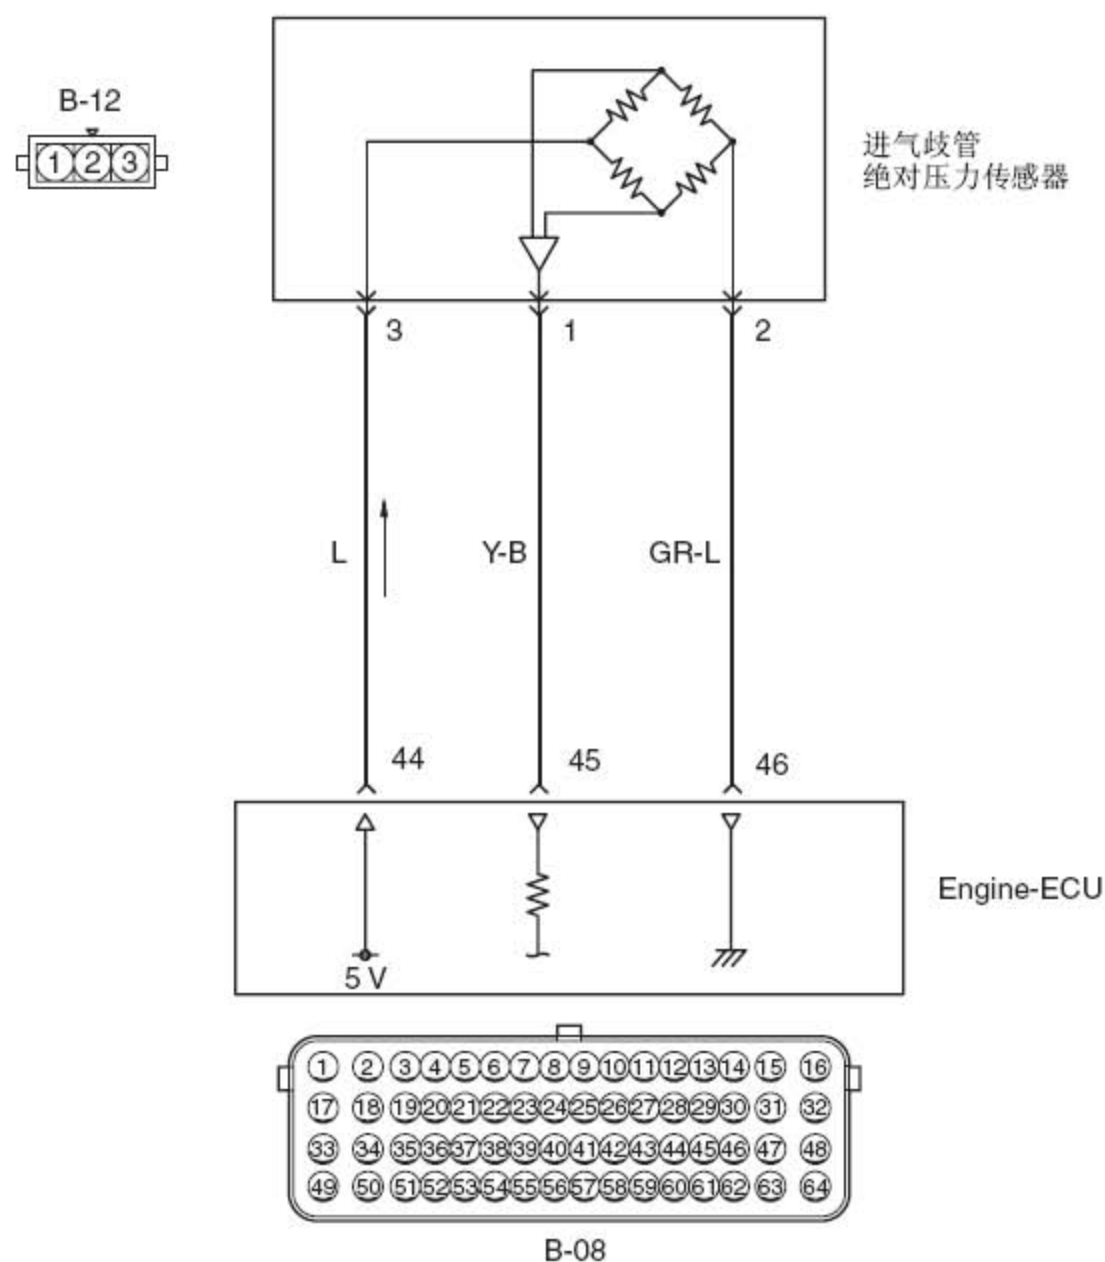 B-12
1 2 3
进气歧管
绝对压力传感器
3 1 2
L Y-B GR-L
44 45 46
Engine-ECU
5 V
1 2 3 4 5 6 7 8 9 10 11 12 13 14 15 16
17 18 19 20 21 22 23 24 25 26 27 28 29 30 31 32
33 34 35 36 37 38 39 40 41 42 43 44 45 46 47 48
49 50 51 52 53 54 55 56 57 58 59 60 61 62 63 64
B-08